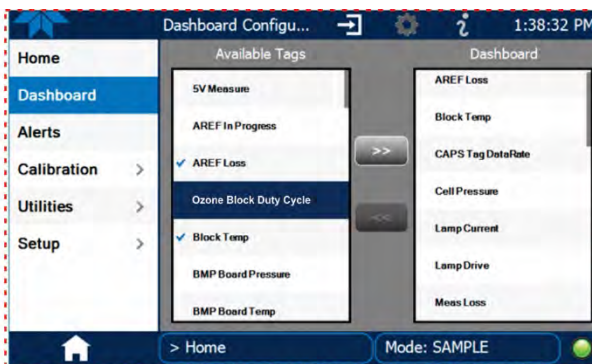 Dashboard Configu...
1:38:32 PM
Home
Dashboard
Alerts
Calibration >
Utilities >
Setup >
Available Tags
5V Measure
AREF In Progress
AREF Loss
Ozone Block Duty Cycle
Block Temp
BMP Board Pressure
BMP Board Temp
>>
<<
Dashboard
AREF Loss
Block Temp
CAPS Tag DataRate
Cell Pressure
Lamp Current
Lamp Drive
Meas Loss
> Home
Mode: SAMPLE